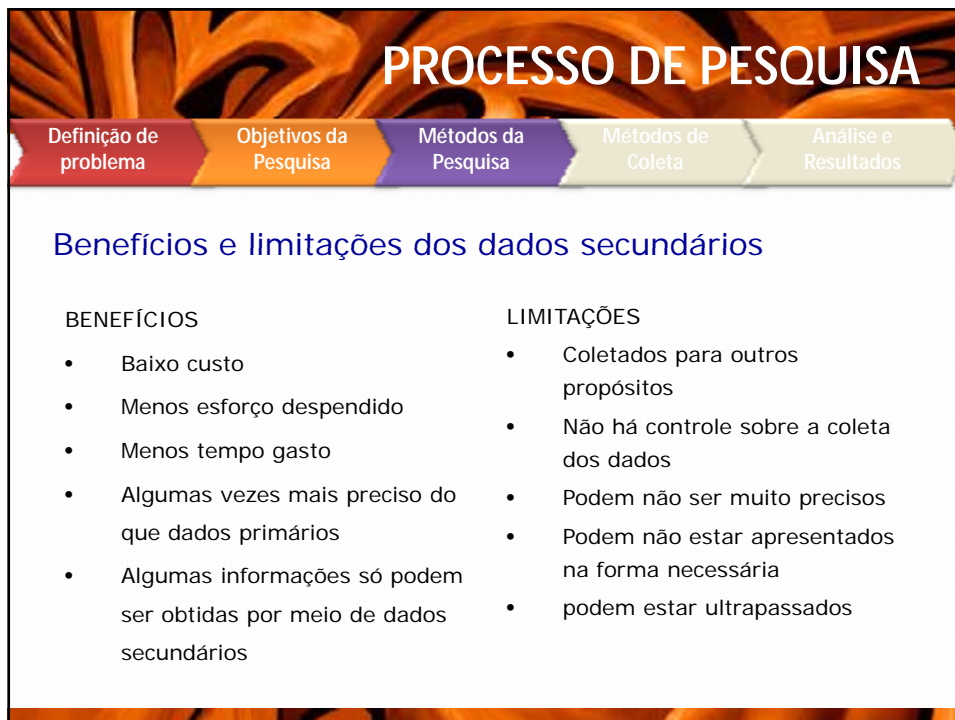 PROCESSO DE PESQUISA
Definição de
problema
Objetivos da
Pesquisa
Métodos da
Pesquisa
Métodos de
Coleta
Análise e
Resultados
Benefícios e limitações dos dados secundários
BENEFÍCIOS
• Baixo custo
• Menos esforço despendido
• Menos tempo gasto
• Algumas vezes mais preciso do
que dados primários
• Algumas informações só podem
ser obtidas por meio de dados
secundários
LIMITAÇÕES
• Coletados para outros
propósitos
• Não há controle sobre a coleta
dos dados
• Podem não ser muito precisos
• Podem não estar apresentados
na forma necessária
• podem estar ultrapassados